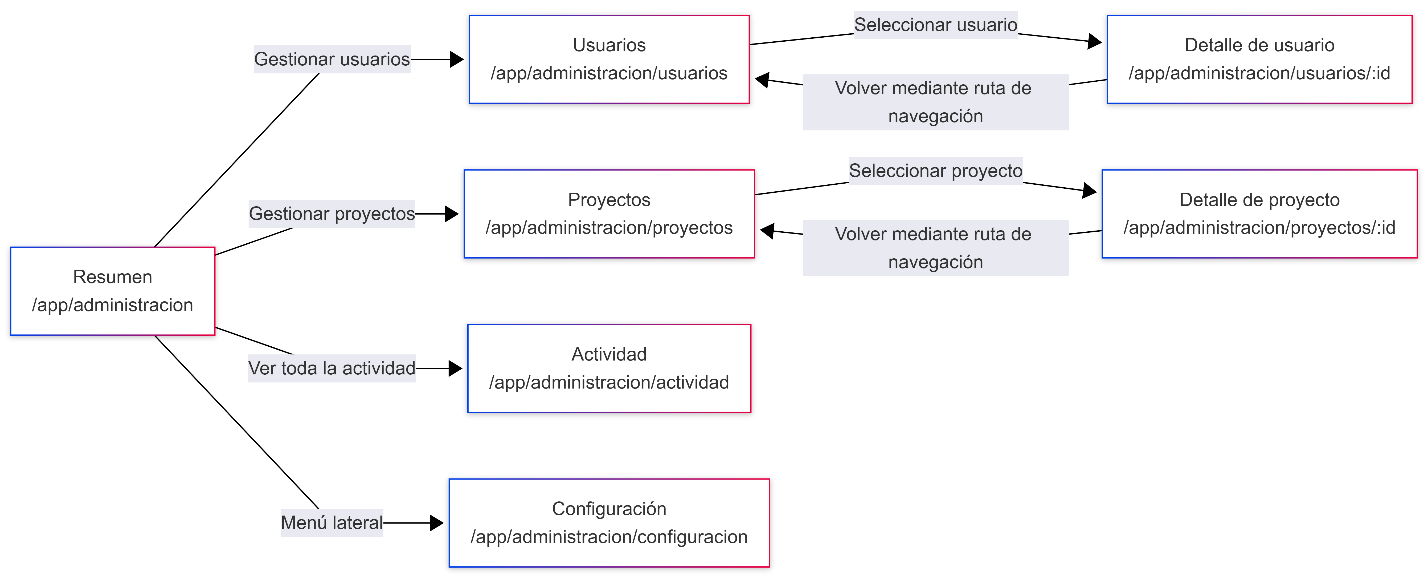 Gestionar usuarios
Usuarios
/app/administracion/usuarios
Seleccionar usuario
Volver mediante ruta de
navegación
Detalle de usuario
/app/administracion/usuarios/:id
Gestionar proyectos
Proyectos
/app/administracion/proyectos
Seleccionar proyecto
Volver mediante ruta de
navegación
Detalle de proyecto
/app/administracion/proyectos/:id
Resumen
/app/administracion
Ver toda la actividad
Actividad
/app/administracion/actividad
Menú lateral
Configuración
/app/administracion/configuracion